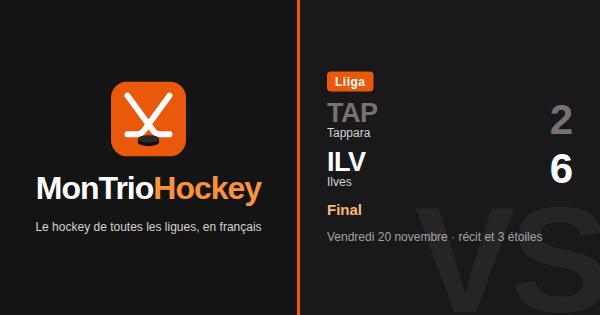 MonTrioHockey
Le hockey de toutes les ligues, en français
Liiga
TAP 2
Tappara
ILV 6
Ilves
Final
Vendredi 20 novembre · récit et 3 étoiles
VS